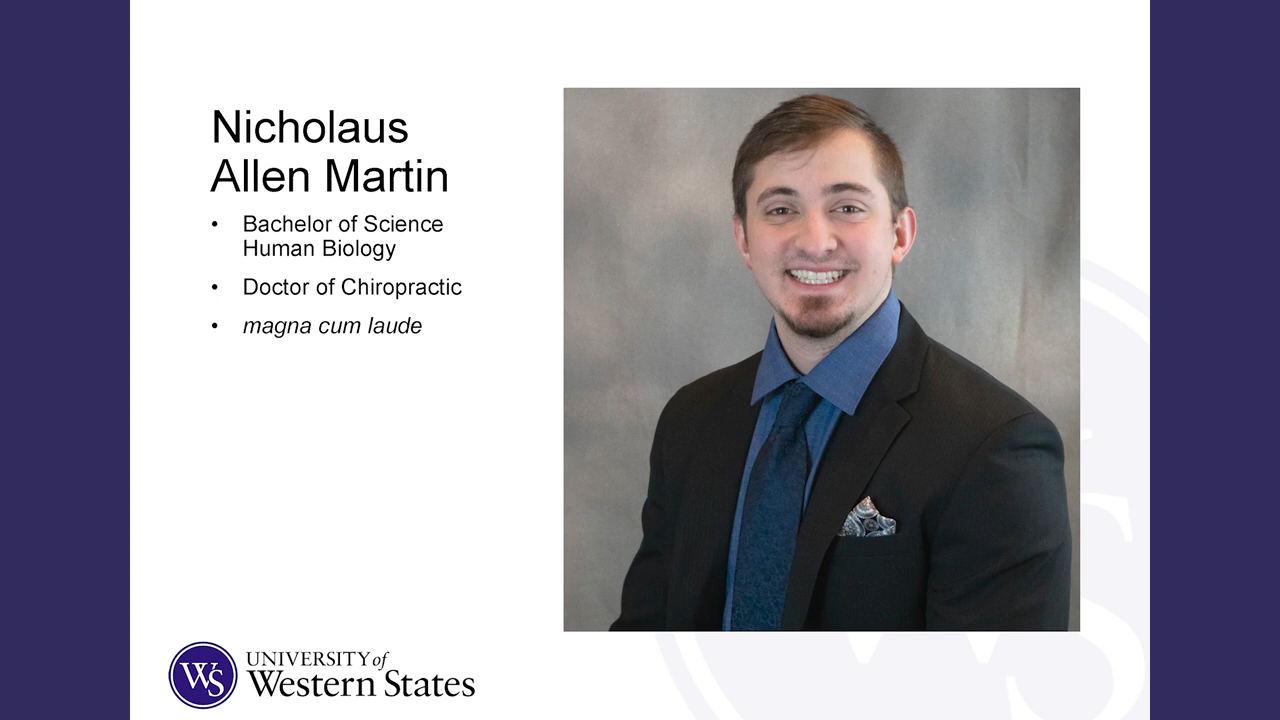 Nicholaus
Allen Martin
• Bachelor of Science
Human Biology
• Doctor of Chiropractic
• magna cum laude
WS
UNIVERSITY of
Western States